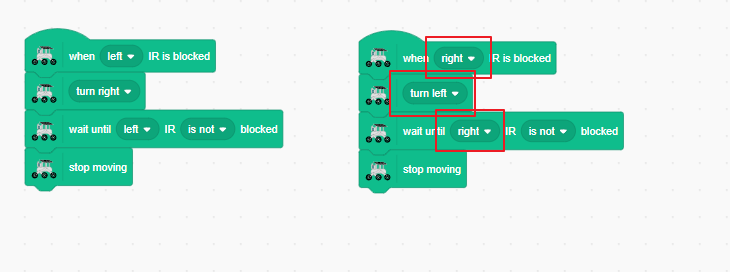 when left IR is blocked
turn right
wait until left IR is not blocked
stop moving
when right IR is blocked
turn left
wait until right IR is not blocked
stop moving